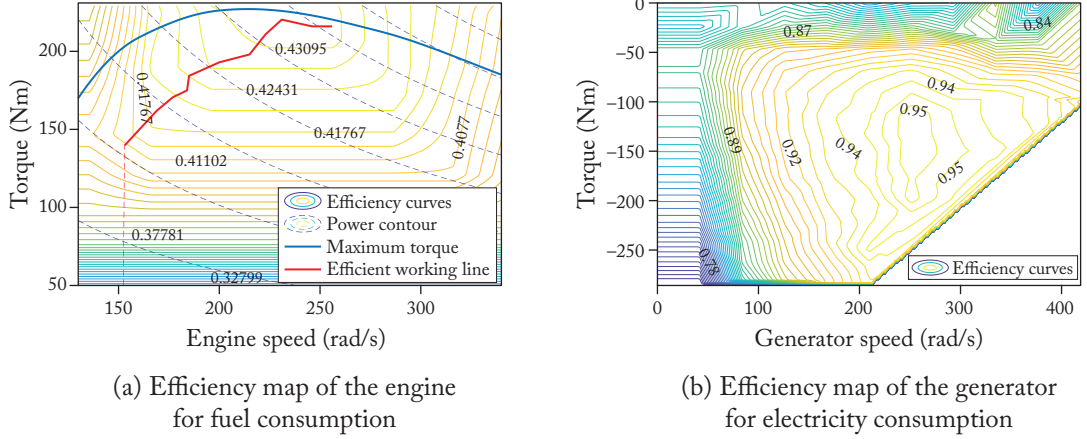 Torque (Nm)
200
150
100
50
150
200
250
300
Engine speed (rad/s)
0.43095
0.42431
0.41767
0.41767
0.4077
0.41102
0.37781
0.32799
Efficiency curves
Power contour
Maximum torque
Efficient working line
(a) Efficiency map of the engine
for fuel consumption
Torque (Nm)
0
−50
−100
−150
−200
−250
0
100
200
300
400
Generator speed (rad/s)
0.87
0.84
0.94
0.95
0.89
0.92
0.94
0.95
0.78
Efficiency curves
(b) Efficiency map of the generator
for electricity consumption